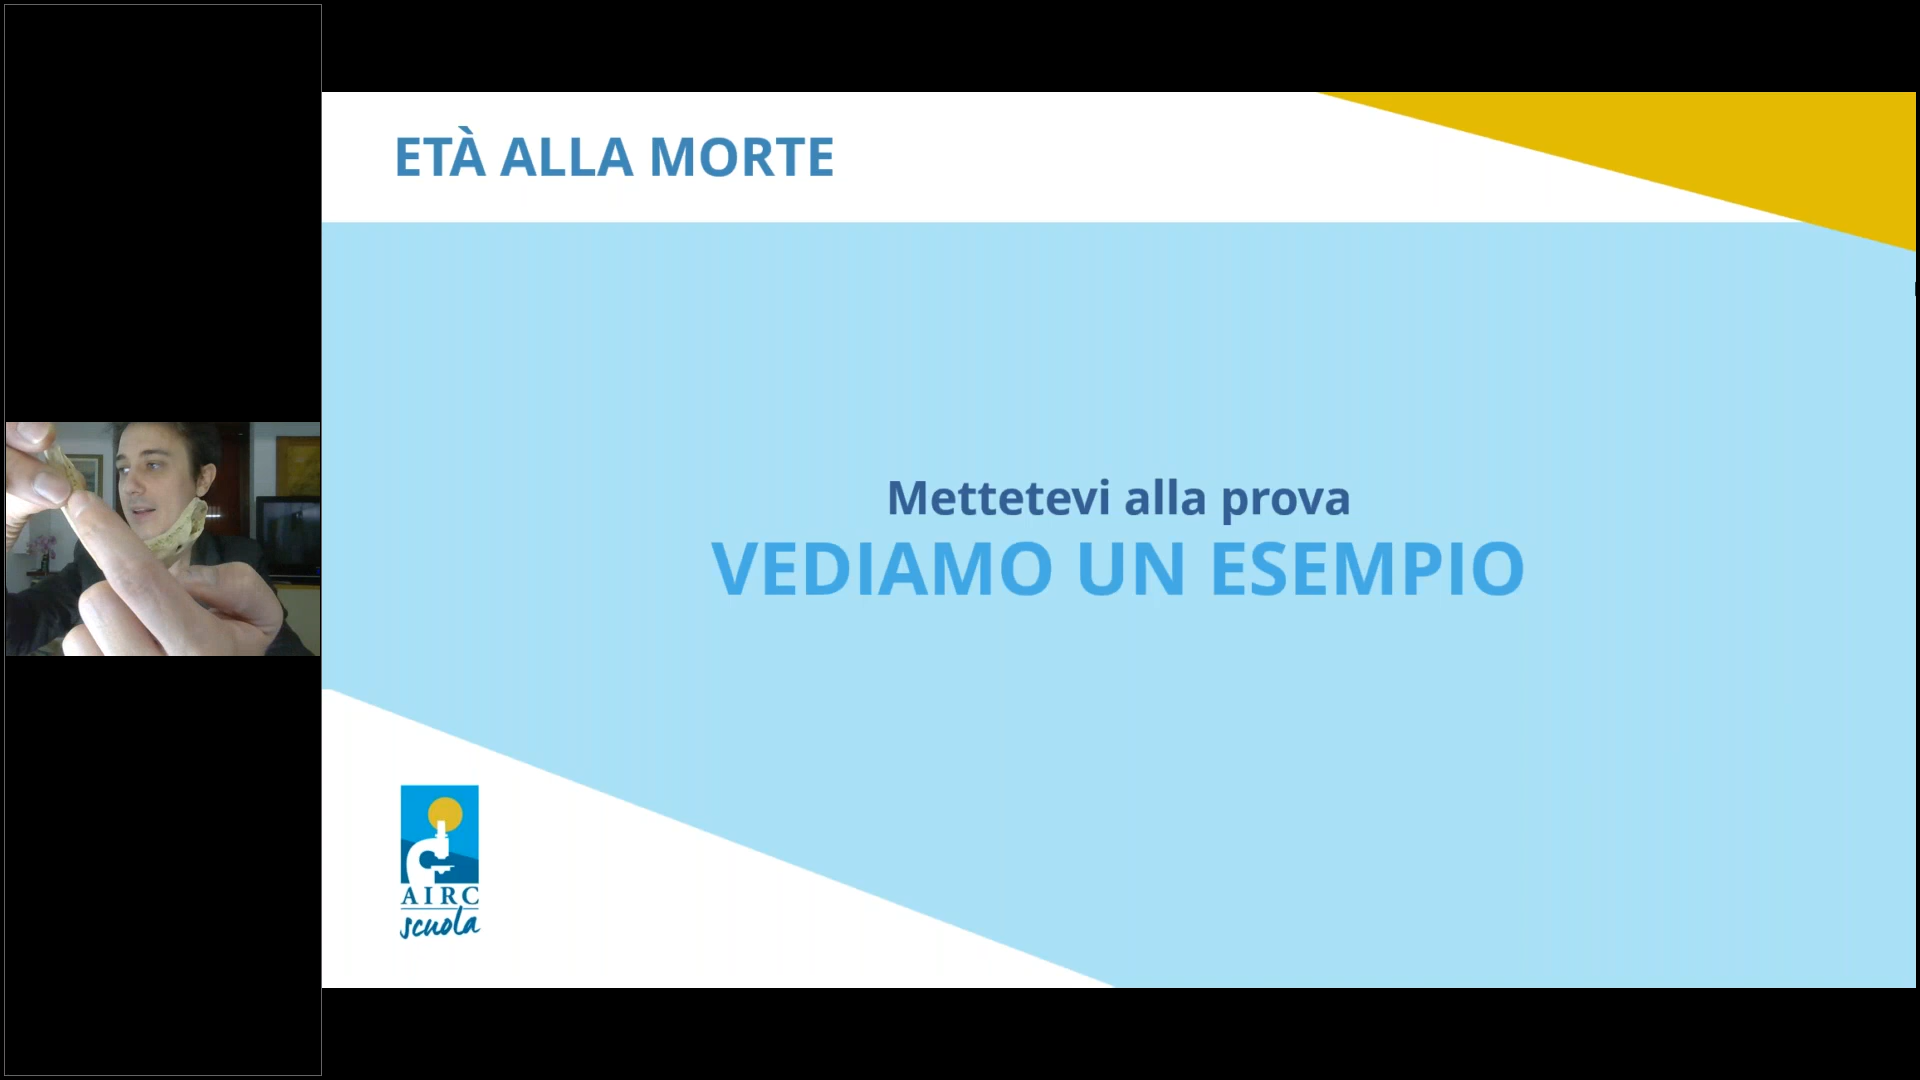 ETÀ ALLA MORTE
Mettetevi alla prova
VEDIAMO UN ESEMPIO
AIRC
scuola